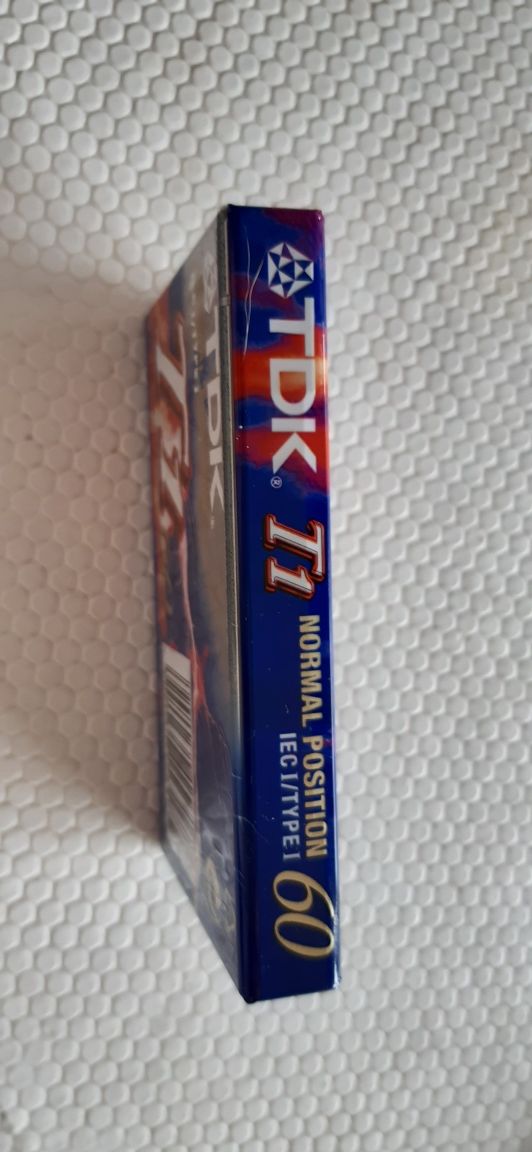 TDK®
T1
NORMAL POSITION
IEC I/TYPE I
60
TDK